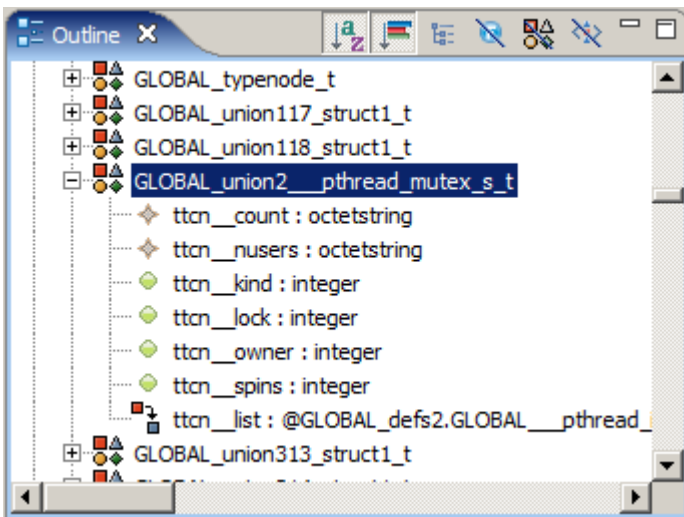 Outline
GLOBAL_typenode_t
GLOBAL_union117_struct1_t
GLOBAL_union118_struct1_t
GLOBAL_union2___pthread_mutex_s_t
ttcn__count : octetstring
ttcn__nusers : octetstring
ttcn__kind : integer
ttcn__lock : integer
ttcn__owner : integer
ttcn__spins : integer
ttcn__list : @GLOBAL_defs2.GLOBAL___pthread_i
GLOBAL_union313_struct1_t